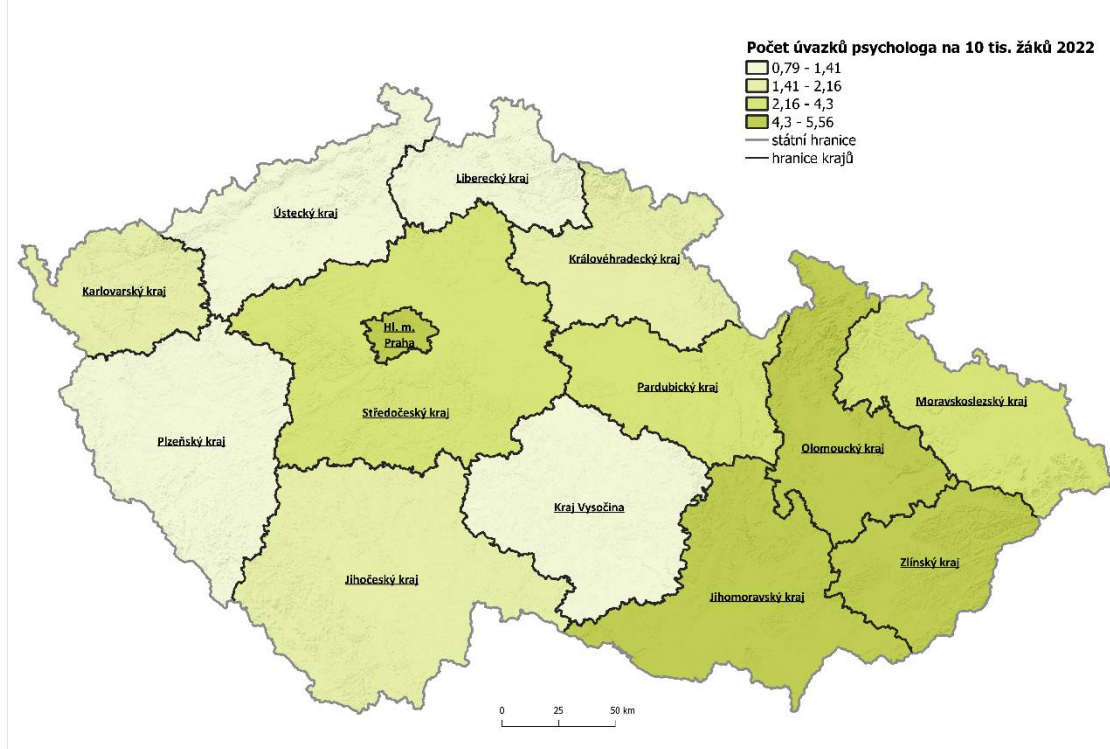 Počet úvazků psychologa na 10 tis. žáků 2022
0,79 - 1,41
1,41 - 2,16
2,16 - 4,3
4,3 - 5,56
státní hranice
hranice krajů
Liberecký kraj
Ústecký kraj
Královéhradecký kraj
Karlovarský kraj
Hl. m.
Praha
Pardubický kraj
Moravskoslezský kraj
Středočeský kraj
Plzeňský kraj
Olomoucký kraj
Kraj Vysočina
Zlínský kraj
Jihočeský kraj
Jihomoravský kraj
0 25 50 km